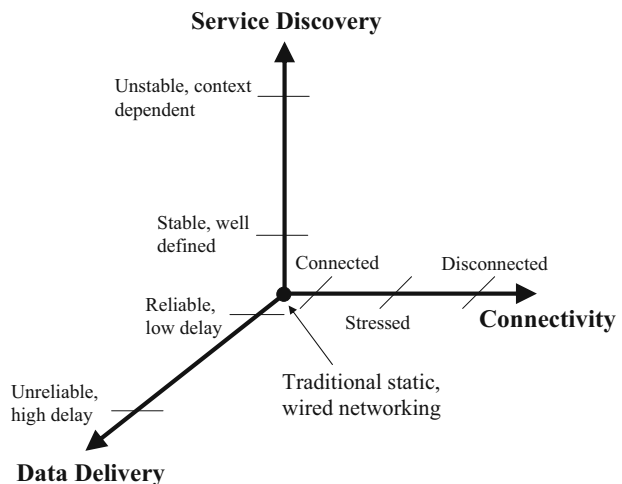 Service Discovery
Unstable, context
dependent
Stable, well
defined
Connected
Disconnected
Reliable,
low delay
Stressed
Connectivity
Traditional static,
wired networking
Unreliable,
high delay
Data Delivery